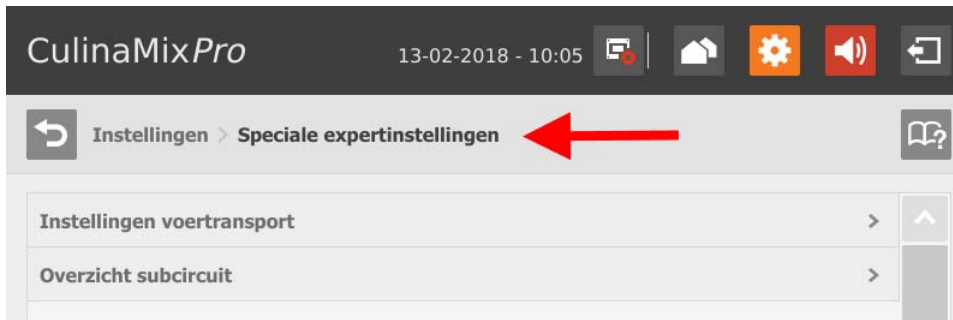 CulinaMixPro 13-02-2018 - 10:05
Instellingen > Speciale expertinstellingen
Instellingen voertransport >
Overzicht subcircuit >